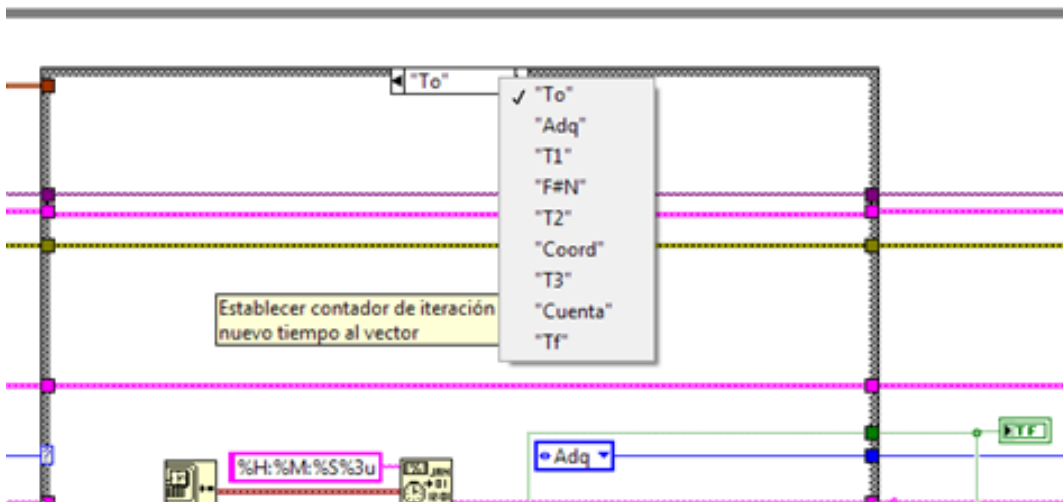 "To"
"To"
"Adq"
"T1"
"F#N"
"T2"
"Coord"
"T3"
"Cuenta"
"Tf"
Establecer contador de iteración
nuevo tiempo al vector
TF
%H:%M:%S%3u
Adq